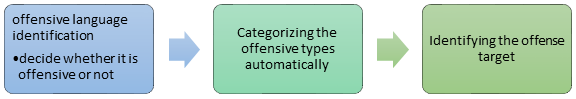 offensive language
identification
•decide whether it is
offensive or not
Categorizing the
offensive types
automatically
Identifying the offense
target